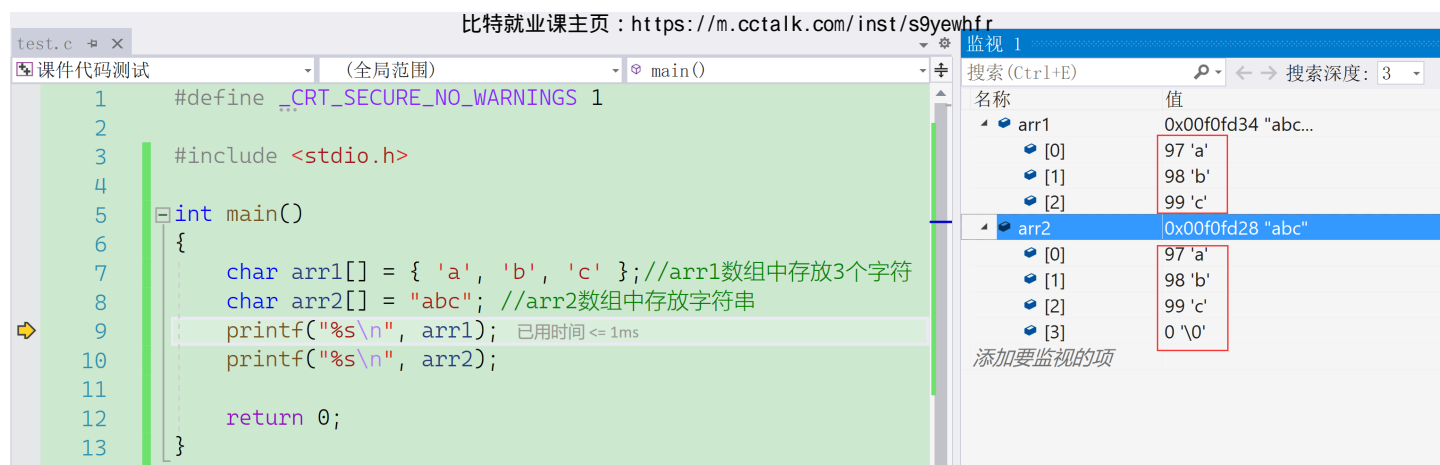 比特就业课主页：https://m.cctalk.com/inst/s9yewhfr
test.c
课件代码测试 (全局范围) main()
1 #define _CRT_SECURE_NO_WARNINGS 1
2
3 #include <stdio.h>
4
5 int main()
6 {
7 char arr1[] = { 'a', 'b', 'c' };//arr1数组中存放3个字符
8 char arr2[] = "abc"; //arr2数组中存放字符串
9 printf("%s\n", arr1); 已用时间 <= 1ms
10 printf("%s\n", arr2);
11
12 return 0;
13 }
监视 1
搜索(Ctrl+E) 搜索深度: 3
名称 值
arr1 0x00f0fd34 "abc...
[0] 97 'a'
[1] 98 'b'
[2] 99 'c'
arr2 0x00f0fd28 "abc"
[0] 97 'a'
[1] 98 'b'
[2] 99 'c'
[3] 0 '\0'
添加要监视的项